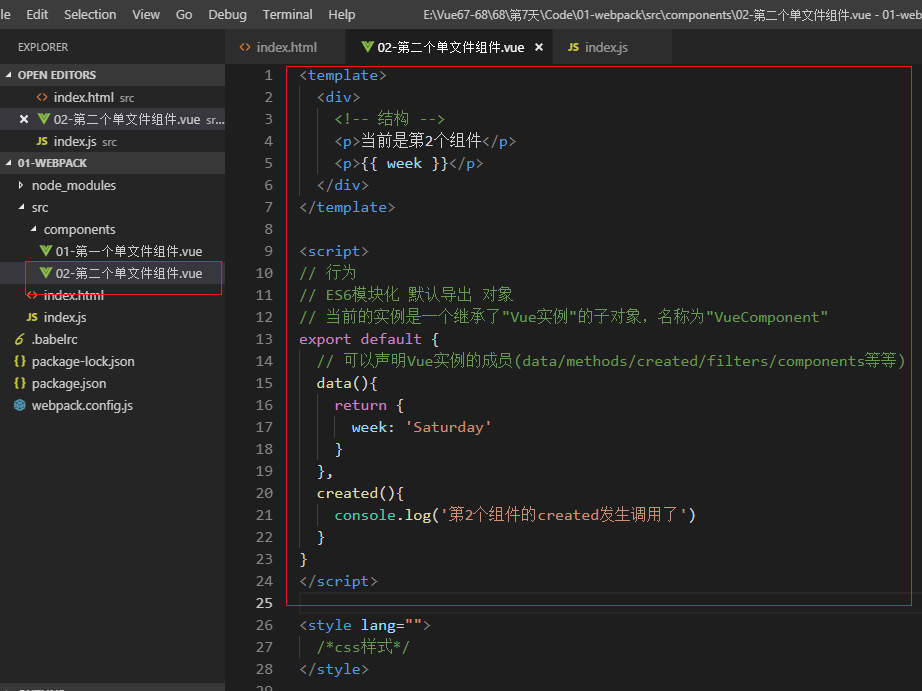 le Edit Selection View Go Debug Terminal Help E:\Vue67-68\68\第7天\Code\01-webpack\src\components\02-第二个单文件组件.vue - 01-web
EXPLORER
index.html 02-第二个单文件组件.vue × JS index.js
OPEN EDITORS
index.html src
× 02-第二个单文件组件.vue sr...
JS index.js src
01-WEBPACK
node_modules
src
components
01-第一个单文件组件.vue
02-第二个单文件组件.vue
index.html
JS index.js
.babelrc
{} package-lock.json
{} package.json
webpack.config.js
1 <template>
2 <div>
3 <!-- 结构 -->
4 <p>当前是第2个组件</p>
5 <p>{{ week }}</p>
6 </div>
7 </template>
8
9 <script>
10 // 行为
11 // ES6模块化 默认导出 对象
12 // 当前的实例是一个继承了"Vue实例"的子对象，名称为"VueComponent"
13 export default {
14 // 可以声明Vue实例的成员(data/methods/created/filters/components等等)
15 data(){
16 return {
17 week: 'Saturday'
18 }
19 },
20 created(){
21 console.log('第2个组件的created发生调用了')
22 }
23 }
24 </script>
25
26 <style lang="">
27 /*css样式*/
28 </style>